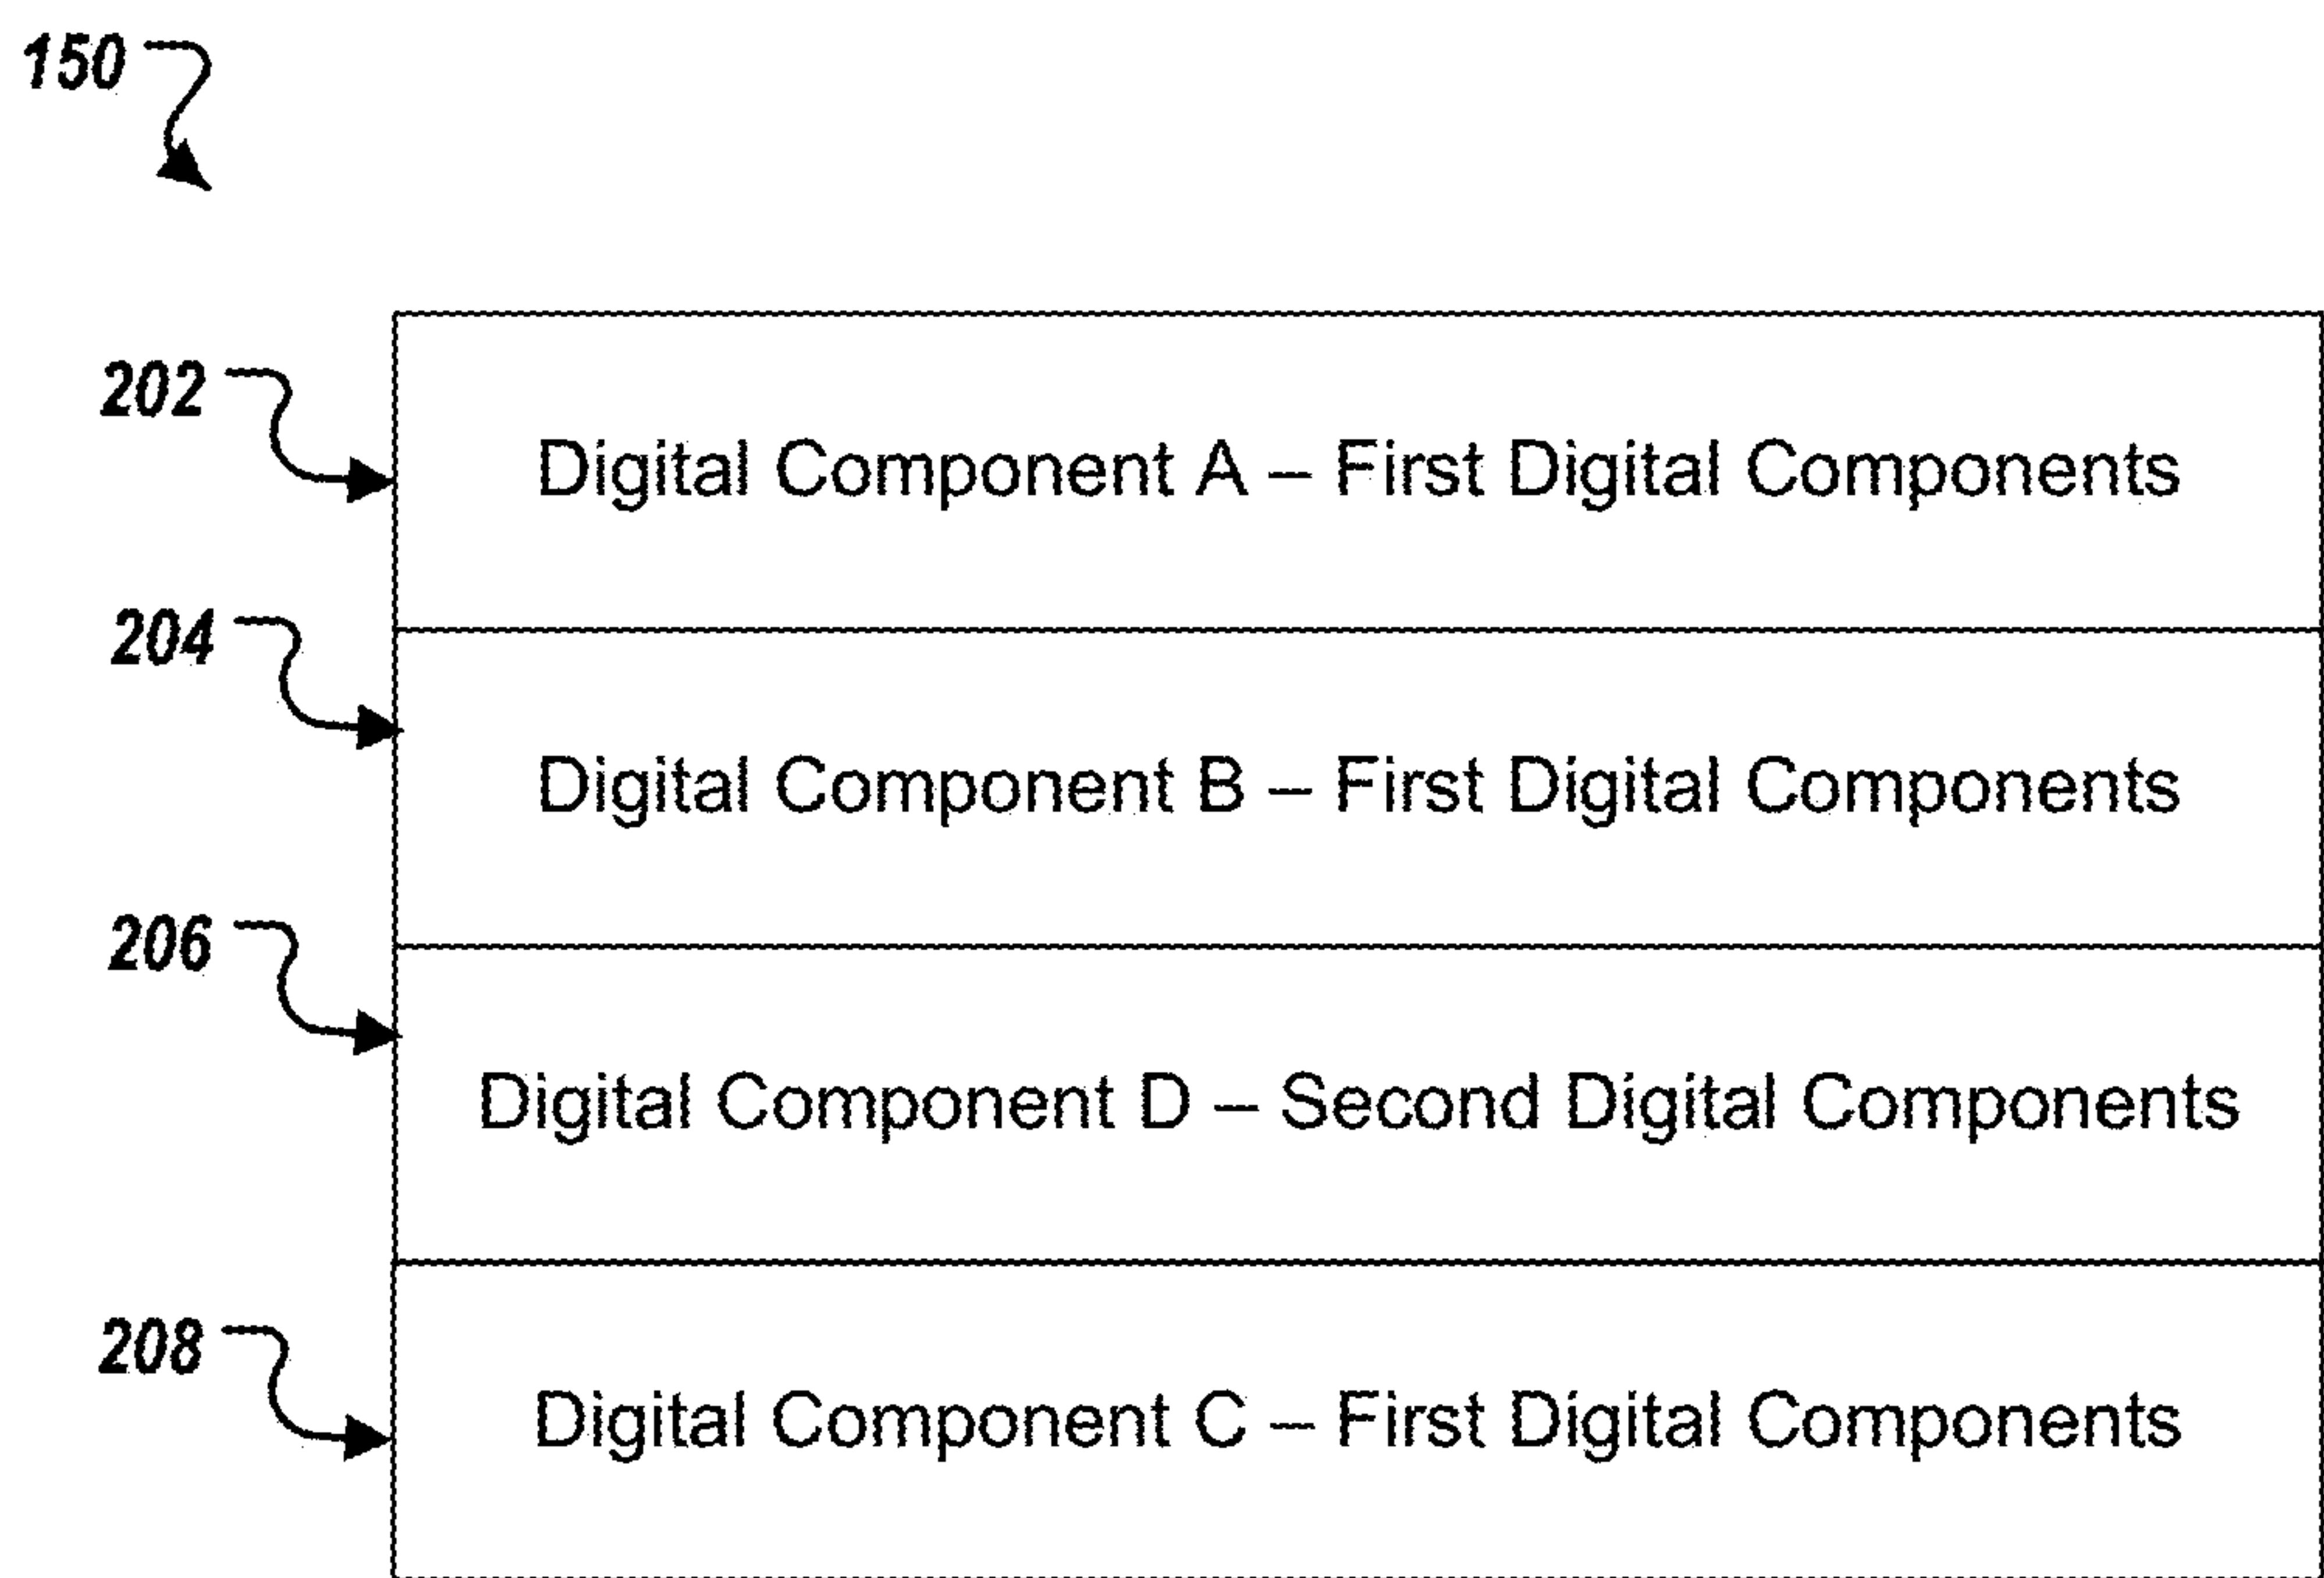 150
202
Digital Component A – First Digital Components
204
Digital Component B – First Digital Components
206
Digital Component D – Second Digital Components
208
Digital Component C – First Digital Components